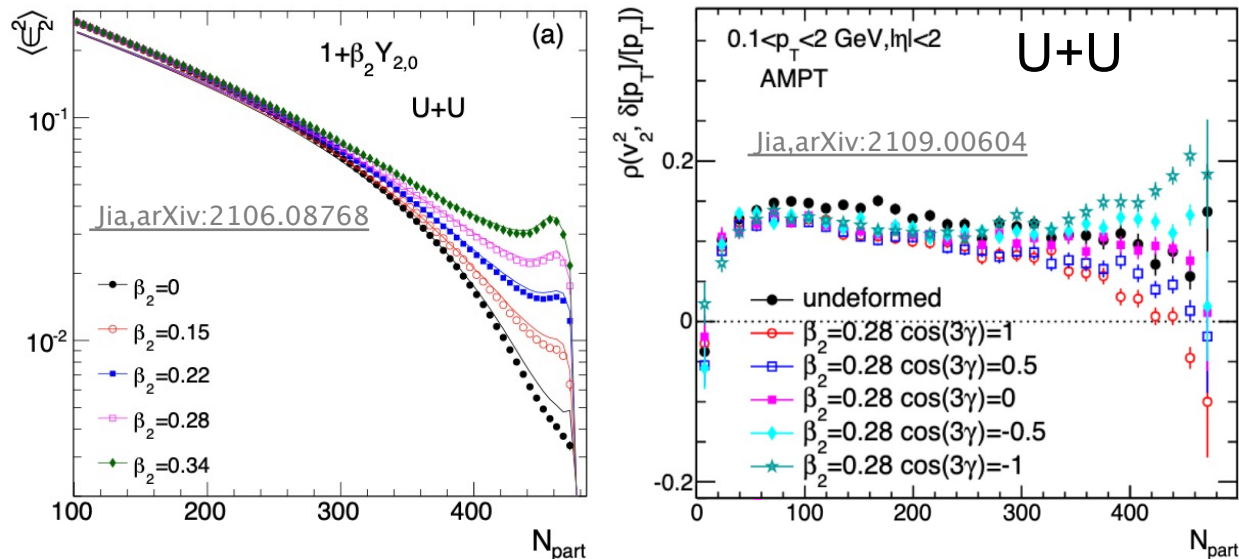 ⟨ε₂²⟩
(a)
1+β₂Y₂,₀
U+U
10⁻¹
Jia,arXiv:2106.08768
β₂=0
β₂=0.15
β₂=0.22
β₂=0.28
β₂=0.34
10⁻²
100 200 300 400
N_part
ρ(v₂², δ[p_T]/[p_T])
0.1<p_T<2 GeV,|η|<2
AMPT
U+U
Jia,arXiv:2109.00604
0.2
0
-0.2
undeformed
β₂=0.28 cos(3γ)=1
β₂=0.28 cos(3γ)=0.5
β₂=0.28 cos(3γ)=0
β₂=0.28 cos(3γ)=-0.5
β₂=0.28 cos(3γ)=-1
0 100 200 300 400
N_part